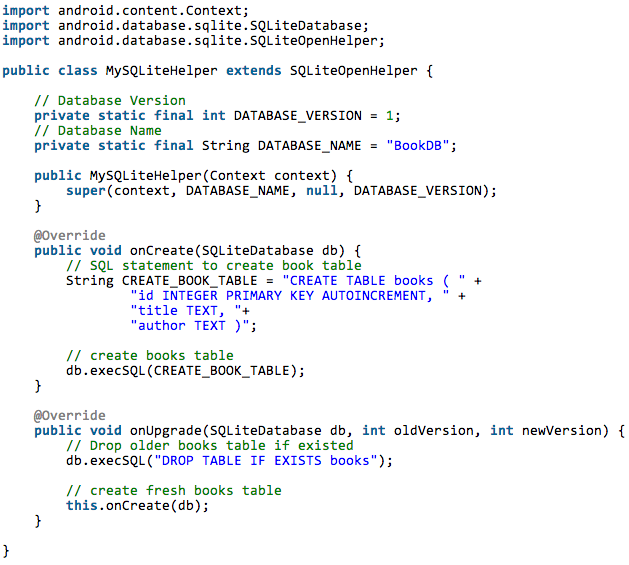 import android.content.Context;
import android.database.sqlite.SQLiteDatabase;
import android.database.sqlite.SQLiteOpenHelper;

public class MySQLiteHelper extends SQLiteOpenHelper {

    // Database Version
    private static final int DATABASE_VERSION = 1;
    // Database Name
    private static final String DATABASE_NAME = "BookDB";

    public MySQLiteHelper(Context context) {
        super(context, DATABASE_NAME, null, DATABASE_VERSION);
    }

    @Override
    public void onCreate(SQLiteDatabase db) {
        // SQL statement to create book table
        String CREATE_BOOK_TABLE = "CREATE TABLE books ( " +
                "id INTEGER PRIMARY KEY AUTOINCREMENT, " +
                "title TEXT, "+
                "author TEXT )";

        // create books table
        db.execSQL(CREATE_BOOK_TABLE);
    }

    @Override
    public void onUpgrade(SQLiteDatabase db, int oldVersion, int newVersion) {
        // Drop older books table if existed
        db.execSQL("DROP TABLE IF EXISTS books");

        // create fresh books table
        this.onCreate(db);
    }

}